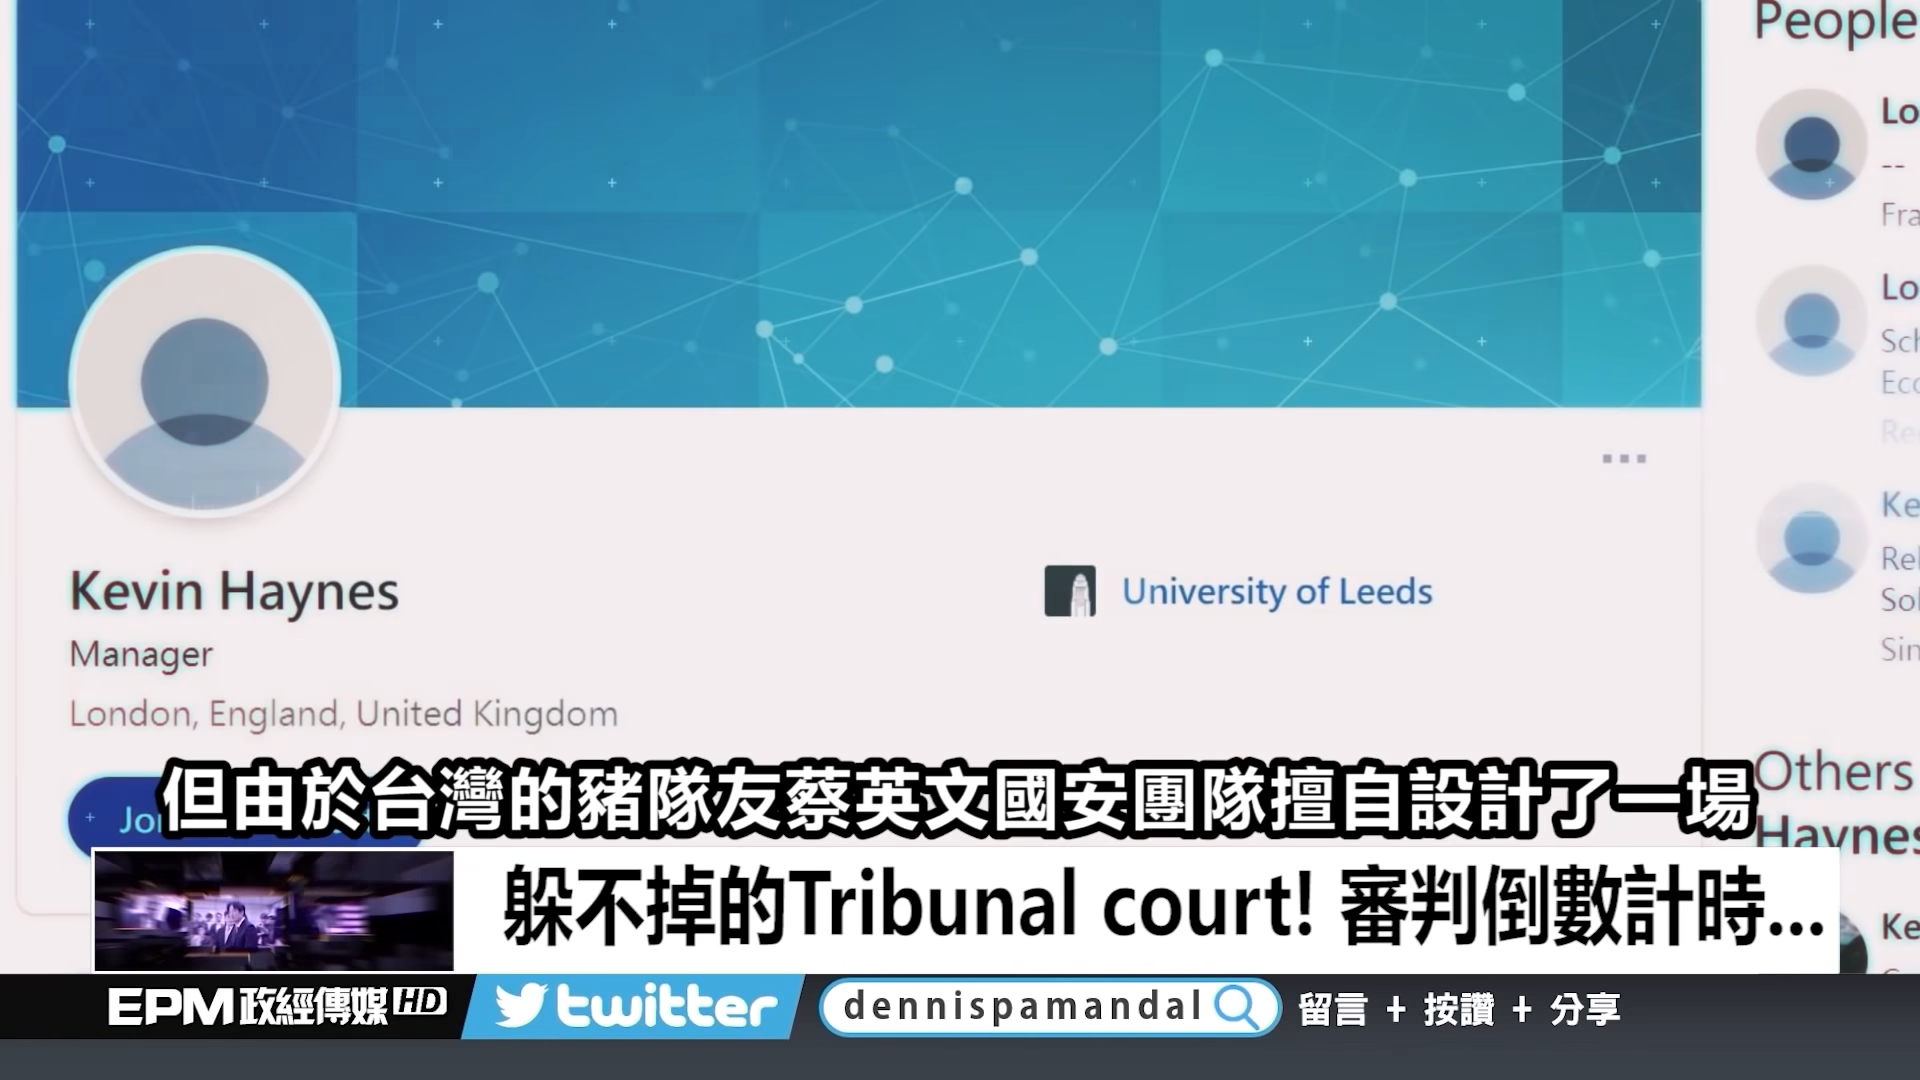 People
Lo
--
Fra
Lo
Sch
Ecc
Re
Kevin Haynes
University of Leeds
Manager
London, England, United Kingdom
Ke
Rel
Sol
Sin
Others
Haynes
Joi
但由於台灣的豬隊友蔡英文國安團隊擅自設計了一場
躲不掉的Tribunal court! 審判倒數計時...
Ke
EPM政經傳媒HD
twitter
dennispamandal
留言 + 按讚 + 分享